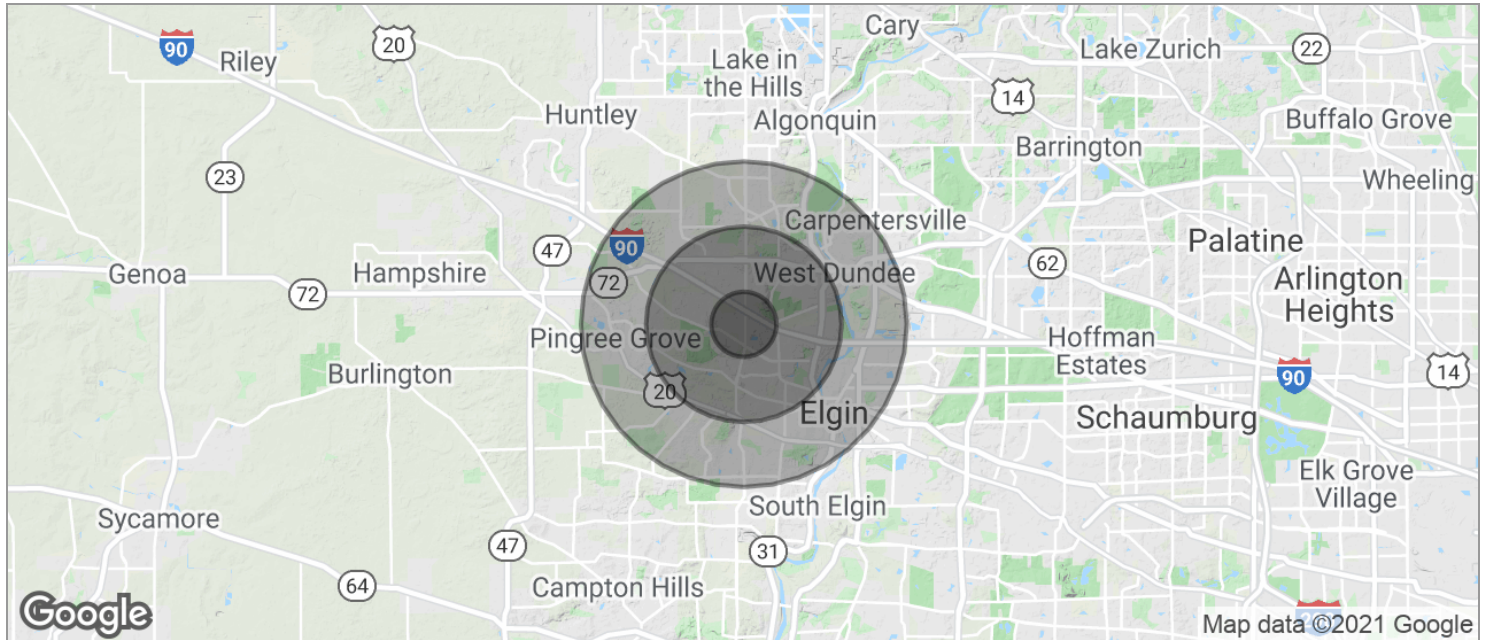 Cary
90
20
Riley
Lake Zurich
22
Lake in
the Hills
14
Huntley
Algonquin
Buffalo Grove
Barrington
23
Wheeling
Carpentersville
47
90
Palatine
62
Genoa
Hampshire
72
West Dundee
Arlington
Heights
72
Pingree Grove
Hoffman
Estates
Burlington
20
90
14
Elgin
Schaumburg
Elk Grove
Village
South Elgin
Sycamore
47
31
64
Campton Hills
Google
Map data ©2021 Google